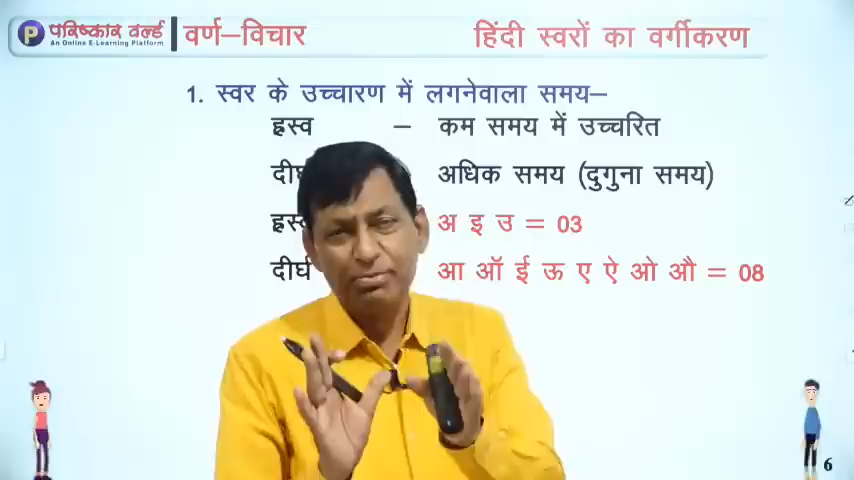 P परिष्कार वर्ल्ड
An Online E-Learning Platform
वर्ण–विचार
हिंदी स्वरों का वर्गीकरण
1. स्वर के उच्चारण में लगनेवाला समय–
ह्रस्व – कम समय में उच्चरित
दीर्घ अधिक समय (दुगुना समय)
ह्रस्व अ इ उ = 03
दीर्घ आ ऑ ई ऊ ए ऐ ओ औ = 08
6